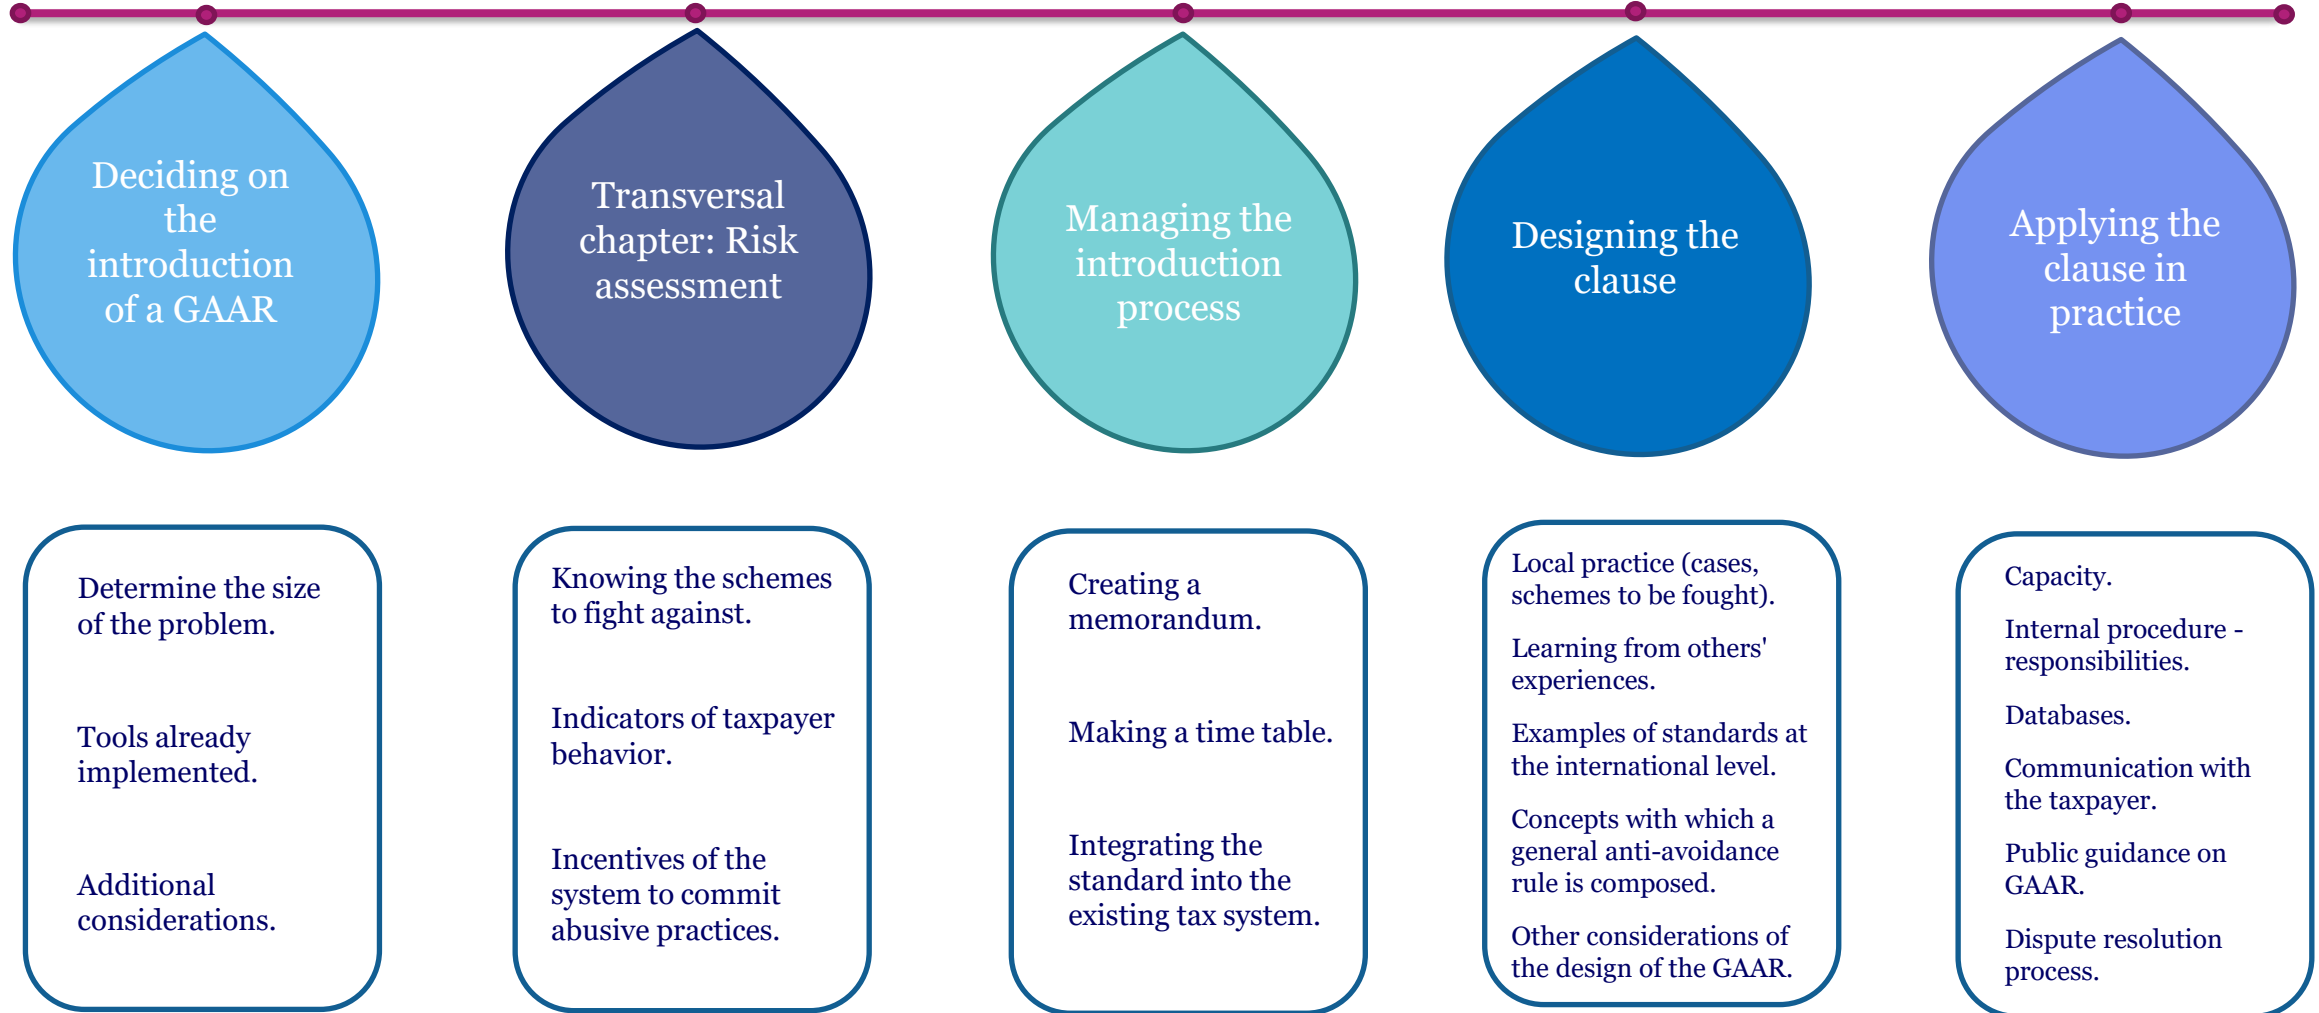 Deciding on
the
introduction
of a GAAR
Transversal
chapter: Risk
assessment
Managing the
introduction
process
Designing the
clause
Applying the
clause in
practice
Determine the size
of the problem.
Tools already
implemented.
Additional
considerations.
Knowing the schemes
to fight against.
Indicators of taxpayer
behavior.
Incentives of the
system to commit
abusive practices.
Creating a
memorandum.
Making a time table.
Integrating the
standard into the
existing tax system.
Local practice (cases,
schemes to be fought).
Learning from others'
experiences.
Examples of standards at
the international level.
Concepts with which a
general anti-avoidance
rule is composed.
Other considerations of
the design of the GAAR.
Capacity.
Internal procedure -
responsibilities.
Databases.
Communication with
the taxpayer.
Public guidance on
GAAR.
Dispute resolution
process.